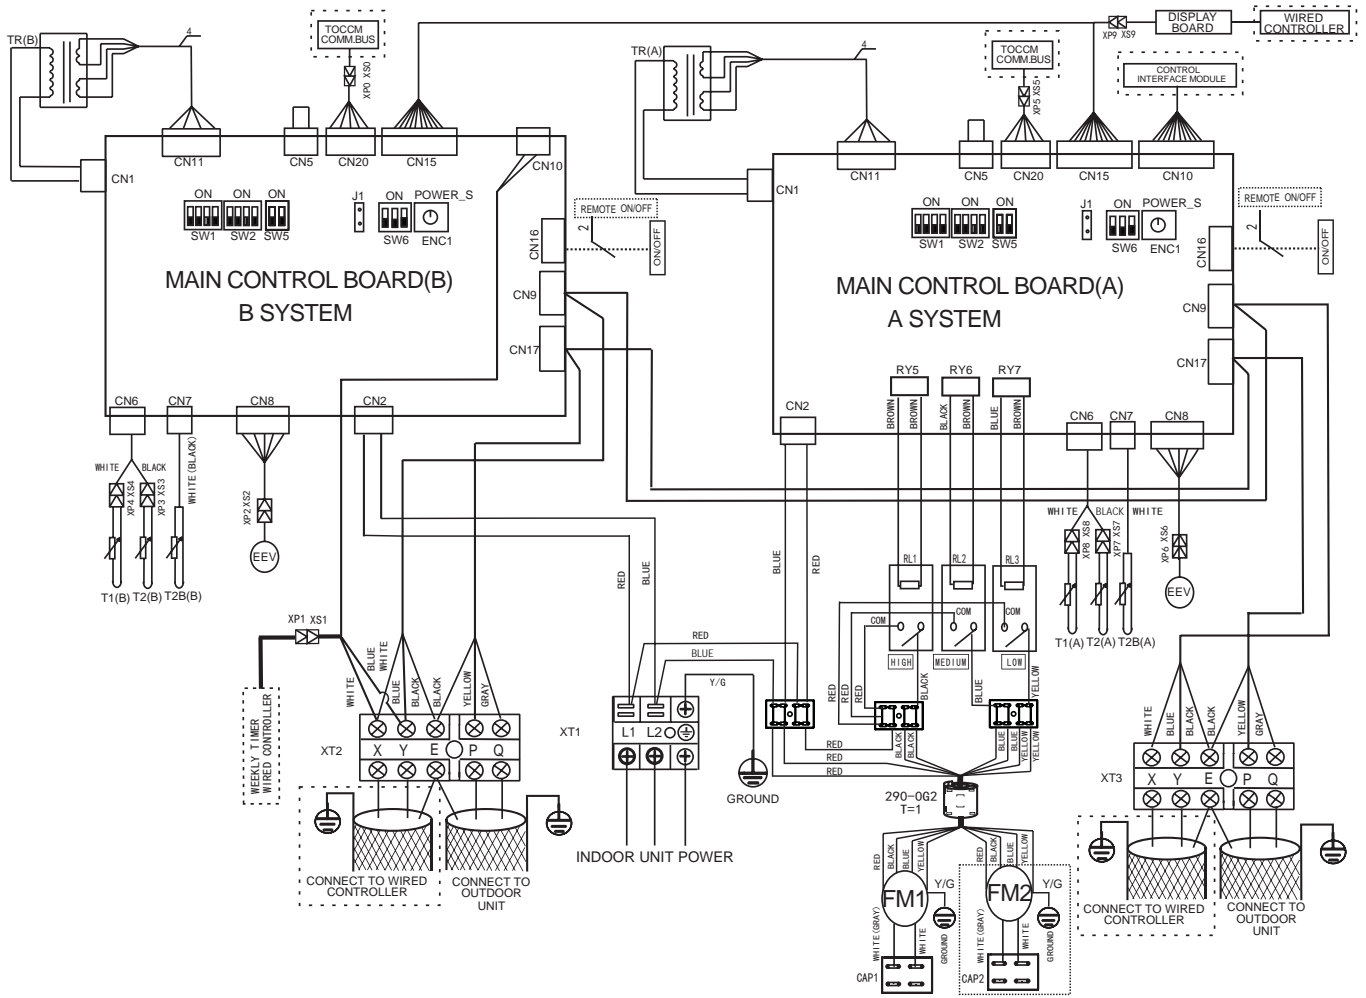 TR(B)
4
TOCCM
COMM.BUS
XP0 XS0
TR(A)
4
TOCCM
COMM.BUS
XP5 XS5
XP9 XS9
DISPLAY
BOARD
WIRED
CONTROLLER
CONTROL
INTERFACE MODULE
CN11
CN5
CN20
CN15
CN10
CN1
ON
ON
ON
SW1
SW2
SW5
J1
ON
SW6
POWER_S
ENC1
CN16
REMOTE ON/OFF
2
ON/OFF
MAIN CONTROL BOARD(B)
B SYSTEM
CN9
CN17
CN6
CN7
CN8
CN2
CN11
CN5
CN20
CN15
CN10
CN1
ON
ON
ON
SW1
SW2
SW5
J1
ON
SW6
POWER_S
ENC1
CN16
REMOTE ON/OFF
2
ON/OFF
MAIN CONTROL BOARD(A)
A SYSTEM
CN9
CN17
RY5
RY6
RY7
BROWN
BROWN
BLACK
BROWN
BLUE
BROWN
CN2
CN6
CN7
CN8
WHITE
BLACK
WHITE(BLACK)
XP4 XS4
XP3 XS3
XP2 XS2
EEV
T1(B)
T2(B)
T2B(B)
WHITE
BLACK
WHITE
XP8 XS8
XP7 XS7
XP6 XS6
EEV
T1(A)
T2(A)
T2B(A)
XP1 XS1
WEEKLY TIMER
WIRED CONTROLLER
WHITE
BLUE
WHITE
BLUE
BLACK
BLACK
YELLOW
GRAY
XT2
X Y E P Q
CONNECT TO WIRED
CONTROLLER
CONNECT TO
OUTDOOR
UNIT
RED
BLUE
RED
BLUE
Y/G
XT1
L1
L2
GROUND
INDOOR UNIT POWER
BLUE
RED
RL1
RL2
RL3
COM
COM
COM
HIGH
MEDIUM
LOW
RED
RED
RED
BLACK
BLUE
YELLOW
RED
RED
RED
BLACK
BLACK
BLUE
BLUE
YELLOW
YELLOW
290-0G2
T=1
RED
BLACK
BLUE
YELLOW
FM1
Y/G
GROUND
WHITE(GRAY)
WHITE
CAP1
RED
BLACK
BLUE
YELLOW
FM2
Y/G
GROUND
WHITE(GRAY)
WHITE
CAP2
WHITE
BLUE
BLACK
BLACK
YELLOW
GRAY
XT3
X Y E P Q
CONNECT TO WIRED
CONTROLLER
CONNECT TO
OUTDOOR
UNIT